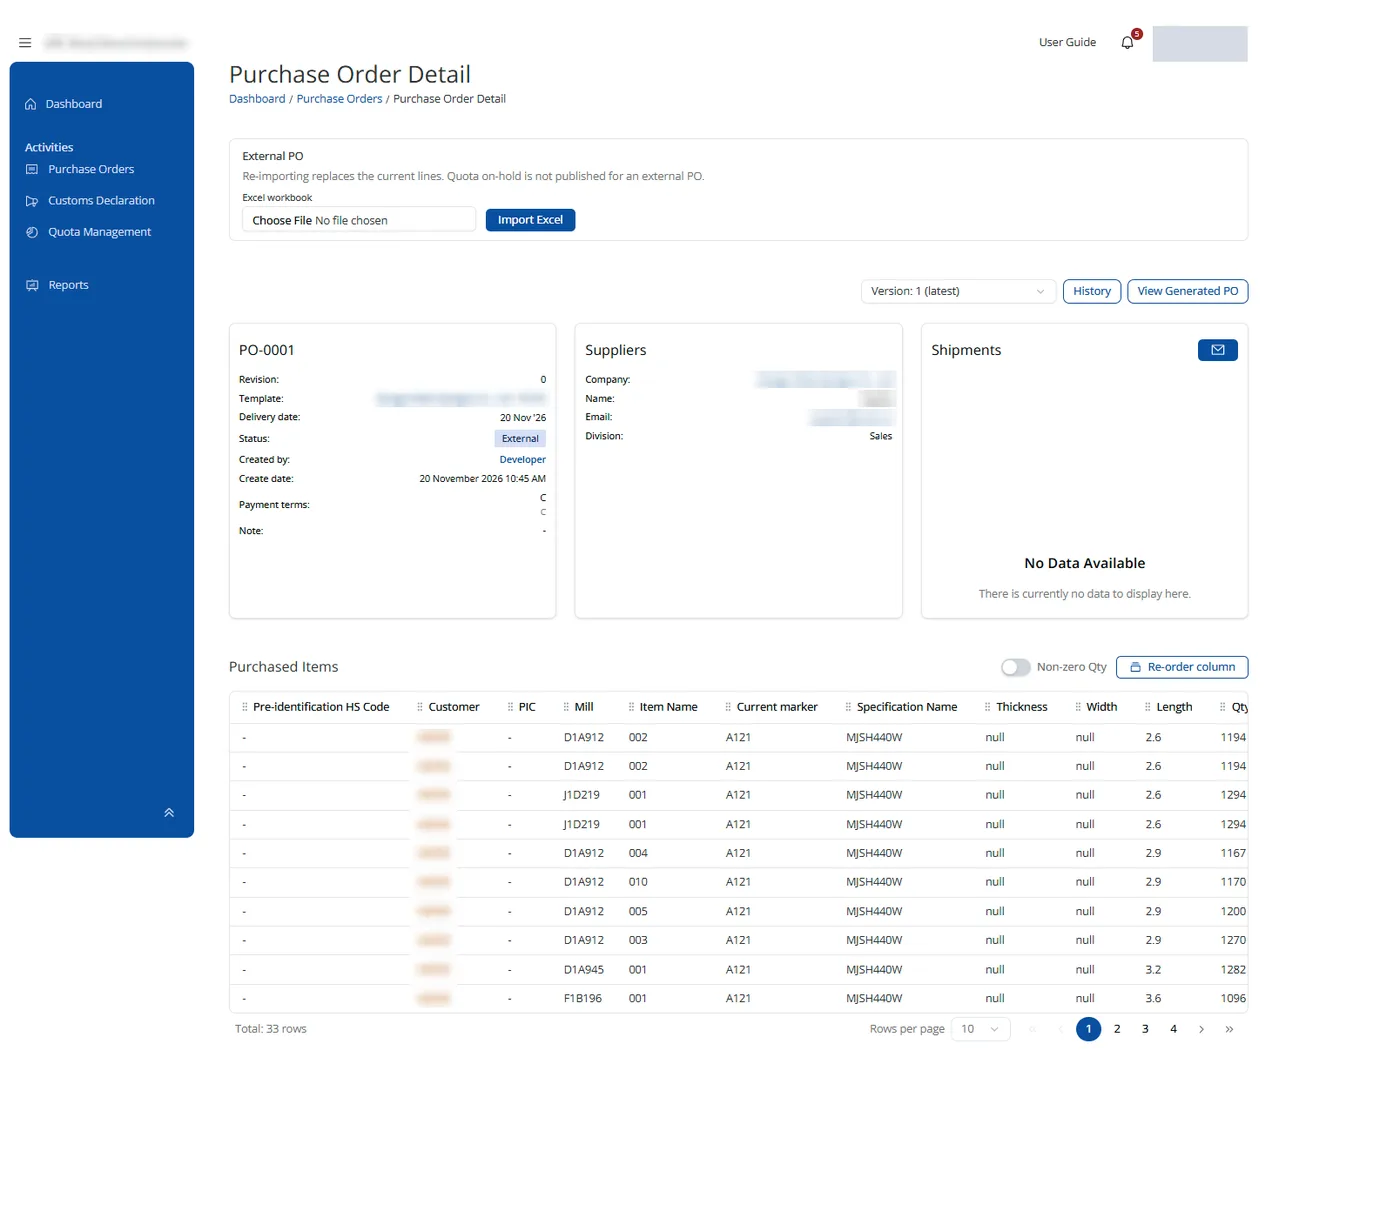 User Guide
5
Purchase Order Detail
Dashboard / Purchase Orders / Purchase Order Detail
Dashboard
Activities
Purchase Orders
Customs Declaration
Quota Management
Reports
External PO
Re-importing replaces the current lines. Quota on-hold is not published for an external PO.
Excel workbook
Choose File No file chosen
Import Excel
Version: 1 (latest)
History
View Generated PO
PO-0001
Revision: 0
Template:
Delivery date: 20 Nov '26
Status: External
Created by: Developer
Create date: 20 November 2026 10:45 AM
Payment terms: C
C
Note: -
Suppliers
Company:
Name:
Email:
Division: Sales
Shipments
No Data Available
There is currently no data to display here.
Purchased Items
Non-zero Qty
Re-order column
Pre-identification HS Code Customer PIC Mill Item Name Current marker Specification Name Thickness Width Length Qty
- - D1A912 002 A121 MJSH440W null null 2.6 1194
- - D1A912 002 A121 MJSH440W null null 2.6 1194
- - J1D219 001 A121 MJSH440W null null 2.6 1294
- - J1D219 001 A121 MJSH440W null null 2.6 1294
- - D1A912 004 A121 MJSH440W null null 2.9 1167
- - D1A912 010 A121 MJSH440W null null 2.9 1170
- - D1A912 005 A121 MJSH440W null null 2.9 1200
- - D1A912 003 A121 MJSH440W null null 2.9 1270
- - D1A945 001 A121 MJSH440W null null 3.2 1282
- - F1B196 001 A121 MJSH440W null null 3.6 1096
Total: 33 rows
Rows per page 10 « ‹ 1 2 3 4 › »